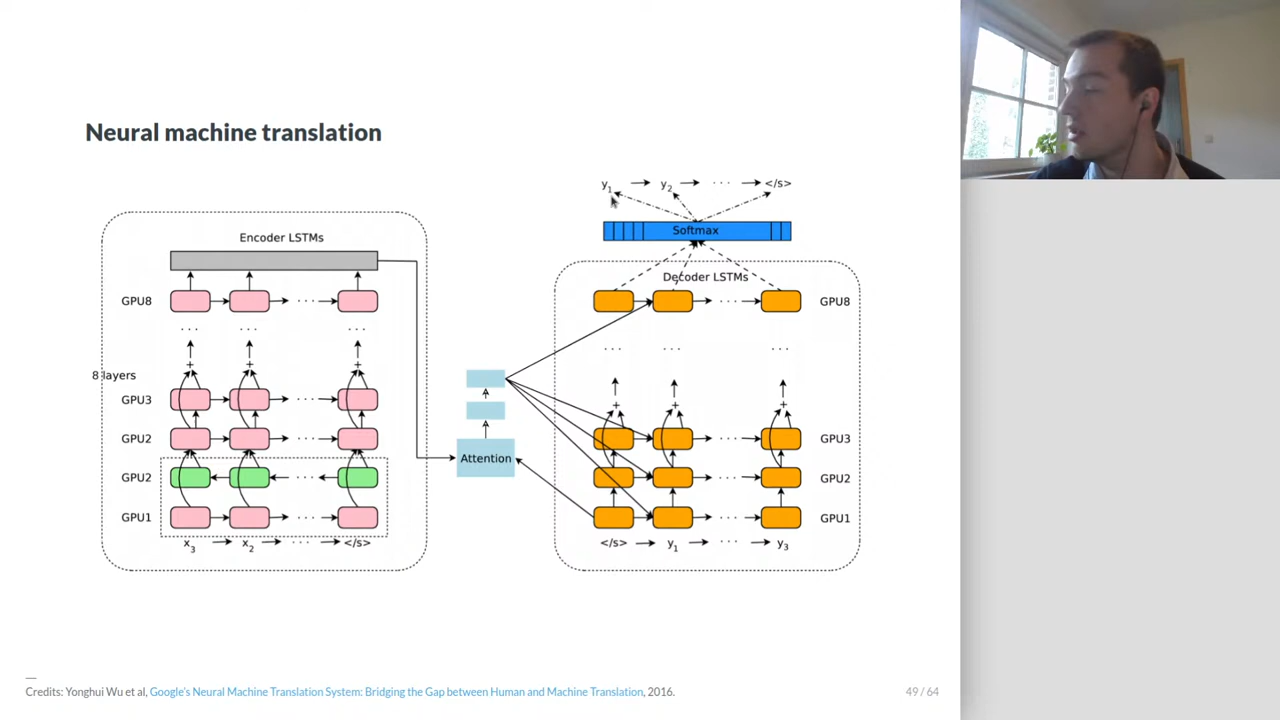 Neural machine translation
y1 y2 · · · </s>
Softmax
Encoder LSTMs
Decoder LSTMs
GPU8
GPU8
· · · · · ·
· · · · · ·
· · · · · · · · ·
· · · · · · · · ·
+ + +
8 layers
GPU3 · · ·
+ + +
GPU2 · · ·
· · · GPU3
Attention
GPU2 · · ·
· · · GPU2
GPU1 · · ·
· · · GPU1
x3 x2 · · · </s>
</s> y1 · · · y3
Credits: Yonghui Wu et al, Google's Neural Machine Translation System: Bridging the Gap between Human and Machine Translation, 2016.
49 / 64